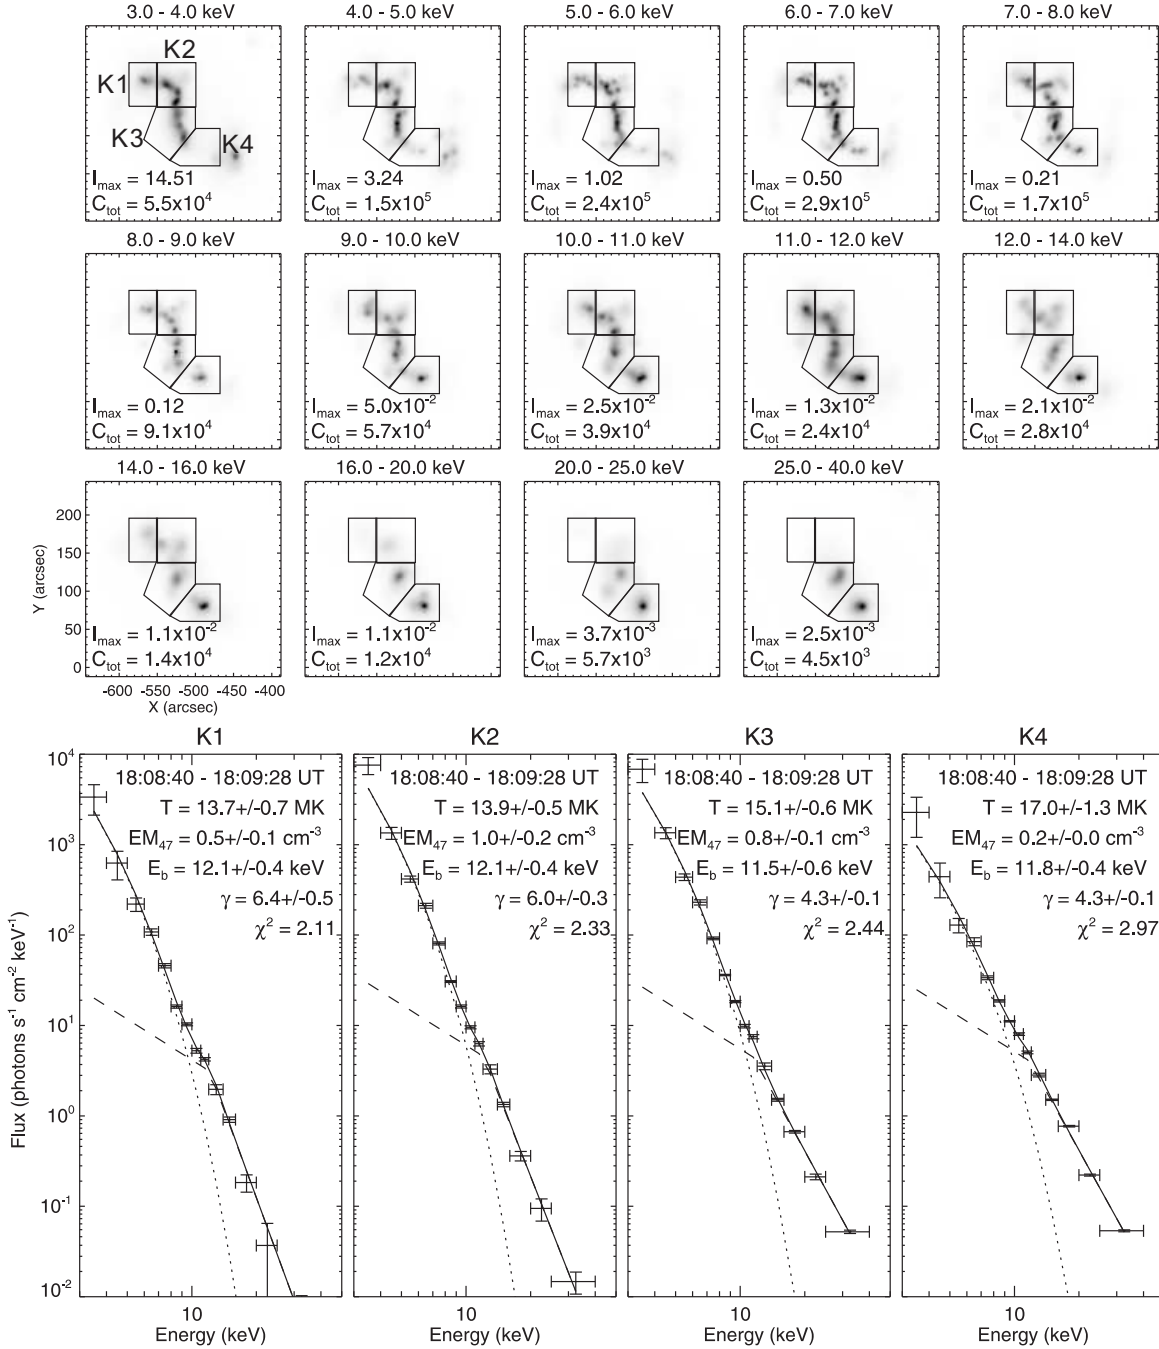 3.0 - 4.0 keV 4.0 - 5.0 keV 5.0 - 6.0 keV 6.0 - 7.0 keV 7.0 - 8.0 keV
K2
K1
K3 K4
I_max = 14.51 I_max = 3.24 I_max = 1.02 I_max = 0.50 I_max = 0.21
C_tot = 5.5x10^4 C_tot = 1.5x10^5 C_tot = 2.4x10^5 C_tot = 2.9x10^5 C_tot = 1.7x10^5
8.0 - 9.0 keV 9.0 - 10.0 keV 10.0 - 11.0 keV 11.0 - 12.0 keV 12.0 - 14.0 keV
I_max = 0.12 I_max = 5.0x10^-2 I_max = 2.5x10^-2 I_max = 1.3x10^-2 I_max = 2.1x10^-2
C_tot = 9.1x10^4 C_tot = 5.7x10^4 C_tot = 3.9x10^4 C_tot = 2.4x10^4 C_tot = 2.8x10^4
14.0 - 16.0 keV 16.0 - 20.0 keV 20.0 - 25.0 keV 25.0 - 40.0 keV
200
150
100
50
0
Y (arcsec)
I_max = 1.1x10^-2 I_max = 1.1x10^-2 I_max = 3.7x10^-3 I_max = 2.5x10^-3
C_tot = 1.4x10^4 C_tot = 1.2x10^4 C_tot = 5.7x10^3 C_tot = 4.5x10^3
-600 -550 -500 -450 -400
X (arcsec)
K1 K2 K3 K4
10^4
10^3
10^2
10^1
10^0
10^-1
10^-2
Flux (photons s^-1 cm^-2 keV^-1)
18:08:40 - 18:09:28 UT
T = 13.7+/-0.7 MK
EM_47 = 0.5+/-0.1 cm^-3
E_b = 12.1+/-0.4 keV
γ = 6.4+/-0.5
χ^2 = 2.11
18:08:40 - 18:09:28 UT
T = 13.9+/-0.5 MK
EM_47 = 1.0+/-0.2 cm^-3
E_b = 12.1+/-0.4 keV
γ = 6.0+/-0.3
χ^2 = 2.33
18:08:40 - 18:09:28 UT
T = 15.1+/-0.6 MK
EM_47 = 0.8+/-0.1 cm^-3
E_b = 11.5+/-0.6 keV
γ = 4.3+/-0.1
χ^2 = 2.44
18:08:40 - 18:09:28 UT
T = 17.0+/-1.3 MK
EM_47 = 0.2+/-0.0 cm^-3
E_b = 11.8+/-0.4 keV
γ = 4.3+/-0.1
χ^2 = 2.97
10 10 10 10
Energy (keV) Energy (keV) Energy (keV) Energy (keV)